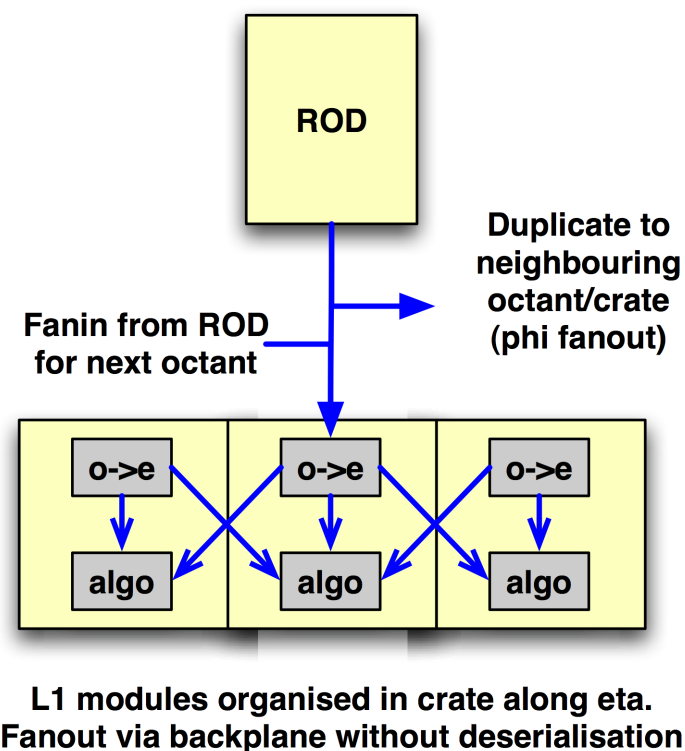 ROD
Duplicate to
neighbouring
octant/crate
(phi fanout)
Fanin from ROD
for next octant
o->e
o->e
o->e
algo
algo
algo
L1 modules organised in crate along eta.
Fanout via backplane without deserialisation